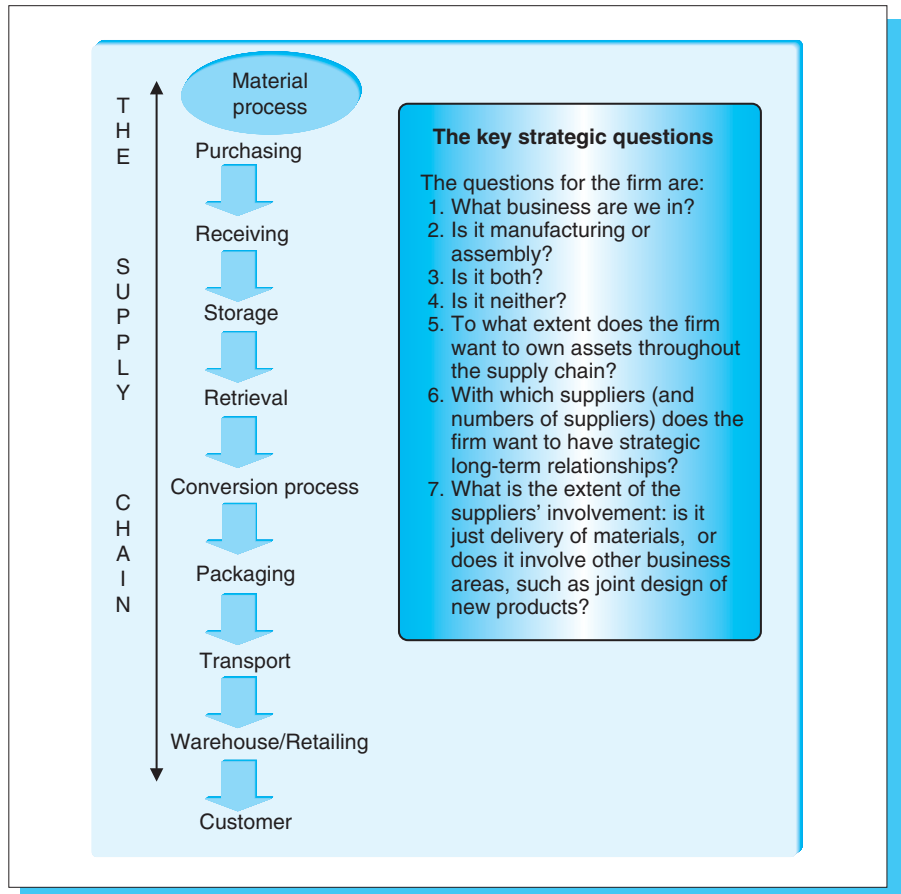 Material
process
THE
SUPPLY
CHAIN
Purchasing
Receiving
Storage
Retrieval
Conversion process
Packaging
Transport
Warehouse/Retailing
Customer
The key strategic questions
The questions for the firm are:
1. What business are we in?
2. Is it manufacturing or
assembly?
3. Is it both?
4. Is it neither?
5. To what extent does the firm
want to own assets throughout
the supply chain?
6. With which suppliers (and
numbers of suppliers) does the
firm want to have strategic
long-term relationships?
7. What is the extent of the
suppliers’ involvement: is it
just delivery of materials, or
does it involve other business
areas, such as joint design of
new products?